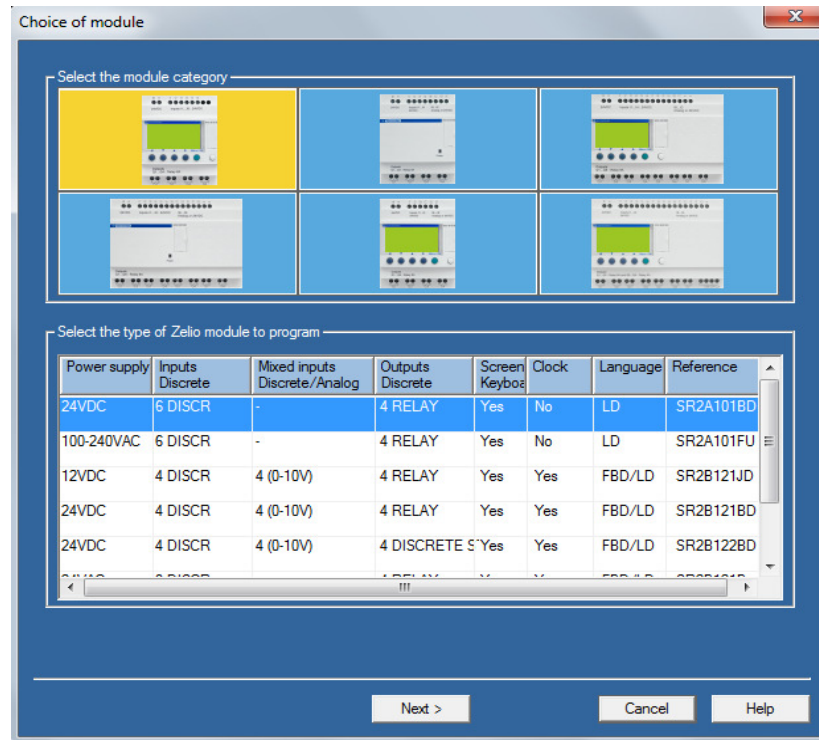 Choice of module
Select the module category
Select the type of Zelio module to program
Power supply Inputs Discrete Mixed inputs Discrete/Analog Outputs Discrete Screen Keyboa Clock Language Reference
24VDC 6 DISCR - 4 RELAY Yes No LD SR2A101BD
100-240VAC 6 DISCR - 4 RELAY Yes No LD SR2A101FU
12VDC 4 DISCR 4 (0-10V) 4 RELAY Yes Yes FBD/LD SR2B121JD
24VDC 4 DISCR 4 (0-10V) 4 RELAY Yes Yes FBD/LD SR2B121BD
24VDC 4 DISCR 4 (0-10V) 4 DISCRETE S Yes Yes FBD/LD SR2B122BD
Next > Cancel Help